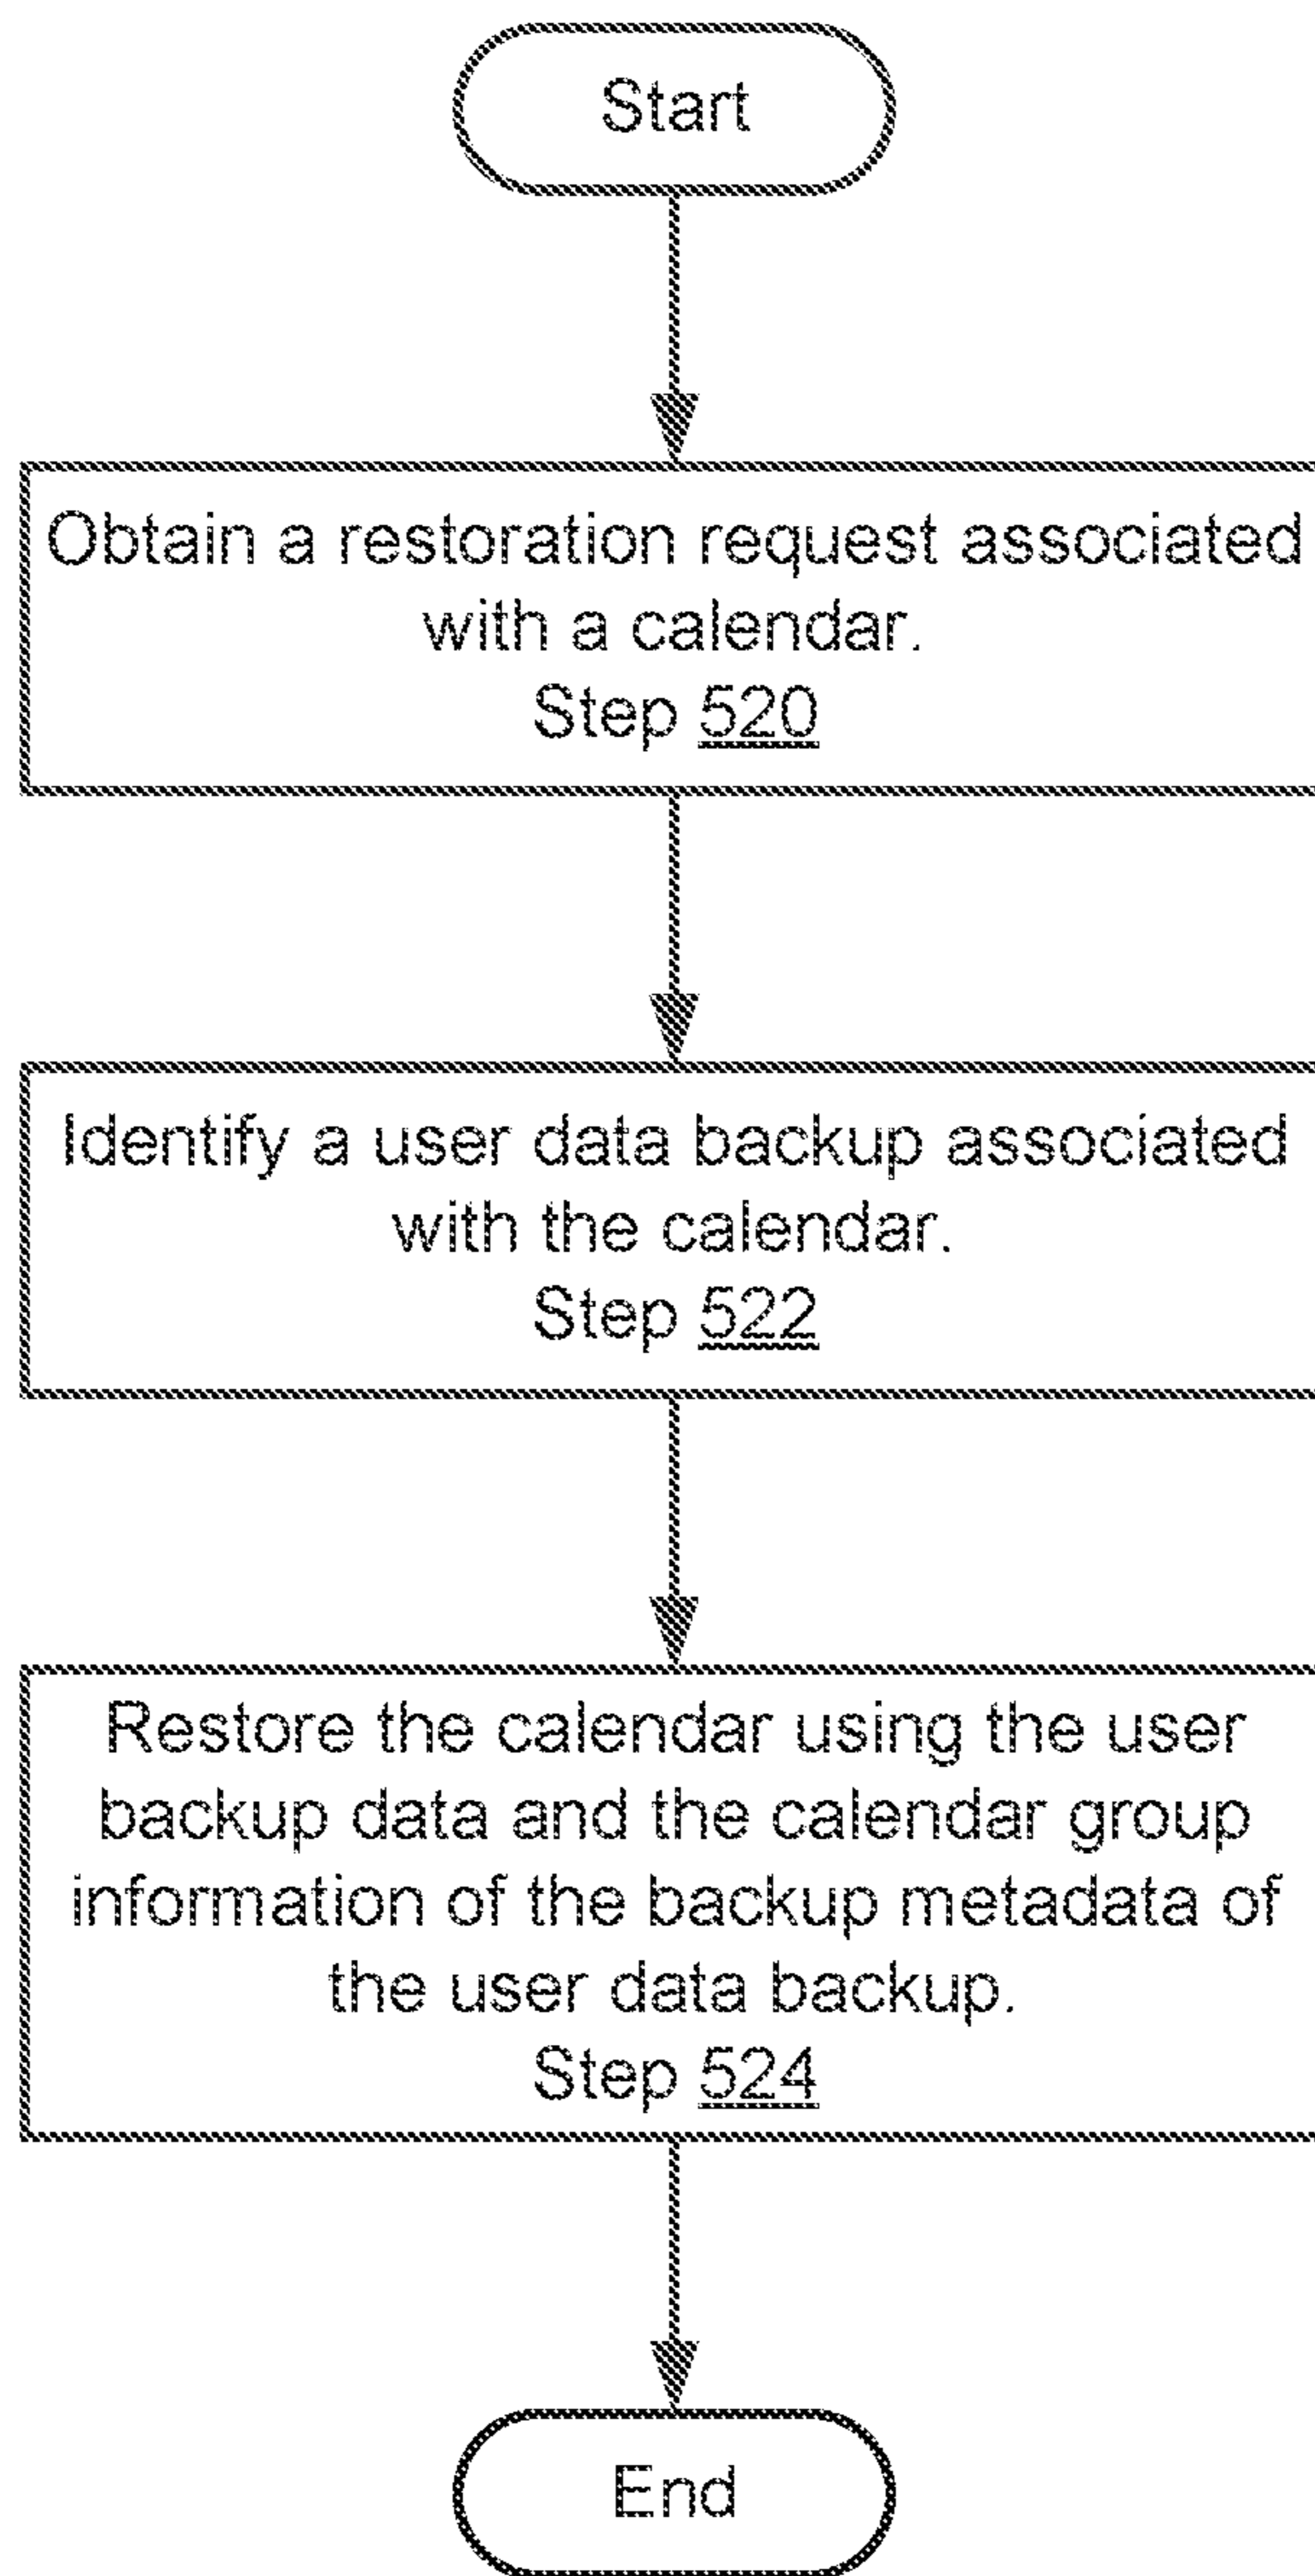 Start
Obtain a restoration request associated
with a calendar.
Step 520
Identify a user data backup associated
with the calendar.
Step 522
Restore the calendar using the user
backup data and the calendar group
information of the backup metadata of
the user data backup.
Step 524
End